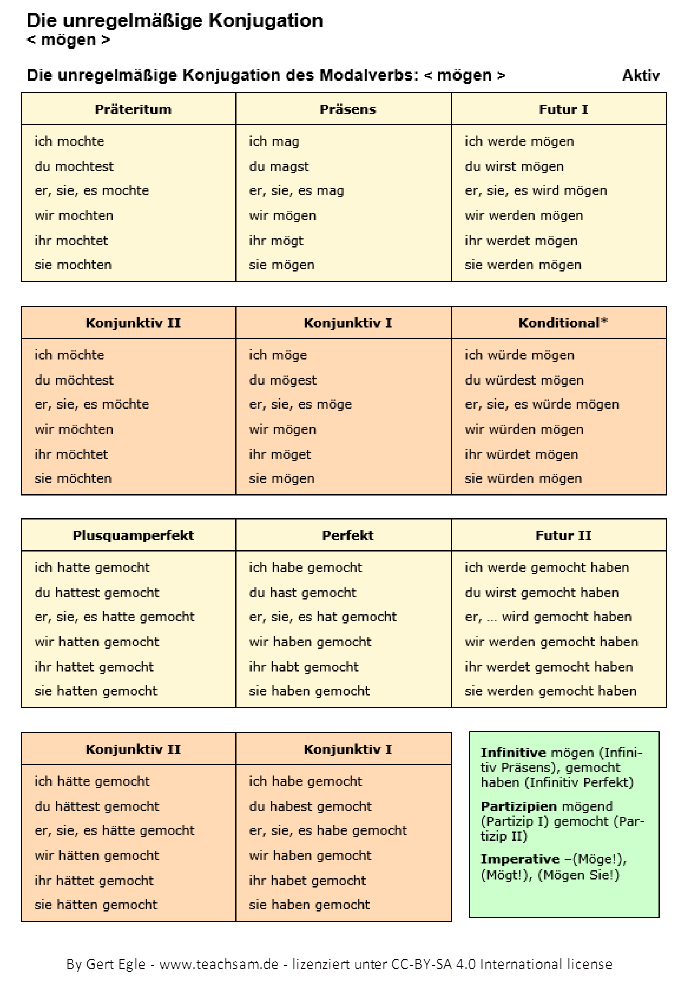 Die unregelmäßige Konjugation
< mögen >
Die unregelmäßige Konjugation des Modalverbs: < mögen > Aktiv
Präteritum Präsens Futur I
ich mochte ich mag ich werde mögen
du mochtest du magst du wirst mögen
er, sie, es mochte er, sie, es mag er, sie, es wird mögen
wir mochten wir mögen wir werden mögen
ihr mochtet ihr mögt ihr werdet mögen
sie mochten sie mögen sie werden mögen
Konjunktiv II Konjunktiv I Konditional*
ich möchte ich möge ich würde mögen
du möchtest du mögest du würdest mögen
er, sie, es möchte er, sie, es möge er, sie, es würde mögen
wir möchten wir mögen wir würden mögen
ihr möchtet ihr möget ihr würdet mögen
sie möchten sie mögen sie würden mögen
Plusquamperfekt Perfekt Futur II
ich hatte gemocht ich habe gemocht ich werde gemocht haben
du hattest gemocht du hast gemocht du wirst gemocht haben
er, sie, es hatte gemocht er, sie, es hat gemocht er, ... wird gemocht haben
wir hatten gemocht wir haben gemocht wir werden gemocht haben
ihr hattet gemocht ihr habt gemocht ihr werdet gemocht haben
sie hatten gemocht sie haben gemocht sie werden gemocht haben
Konjunktiv II Konjunktiv I
ich hätte gemocht ich habe gemocht
du hättest gemocht du habest gemocht
er, sie, es hätte gemocht er, sie, es habe gemocht
wir hätten gemocht wir haben gemocht
ihr hättet gemocht ihr habet gemocht
sie hätten gemocht sie haben gemocht
Infinitive mögen (Infini-
tiv Präsens), gemocht
haben (Infinitiv Perfekt)
Partizipien mögend
(Partizip I) gemocht (Par-
tizip II)
Imperative –(Möge!),
(Mögt!), (Mögen Sie!)
By Gert Egle - www.teachsam.de - lizenziert unter CC-BY-SA 4.0 International license